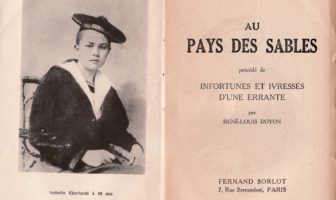 Isabelle Eberhardt à 18 ans
AU
PAYS DES SABLES
précédé de
INFORTUNES ET IVRESSES
D'UNE ERRANTE
par
RENÉ-LOUIS DOYON
FERNAND SORLOT
7, Rue Servandoni, PARIS